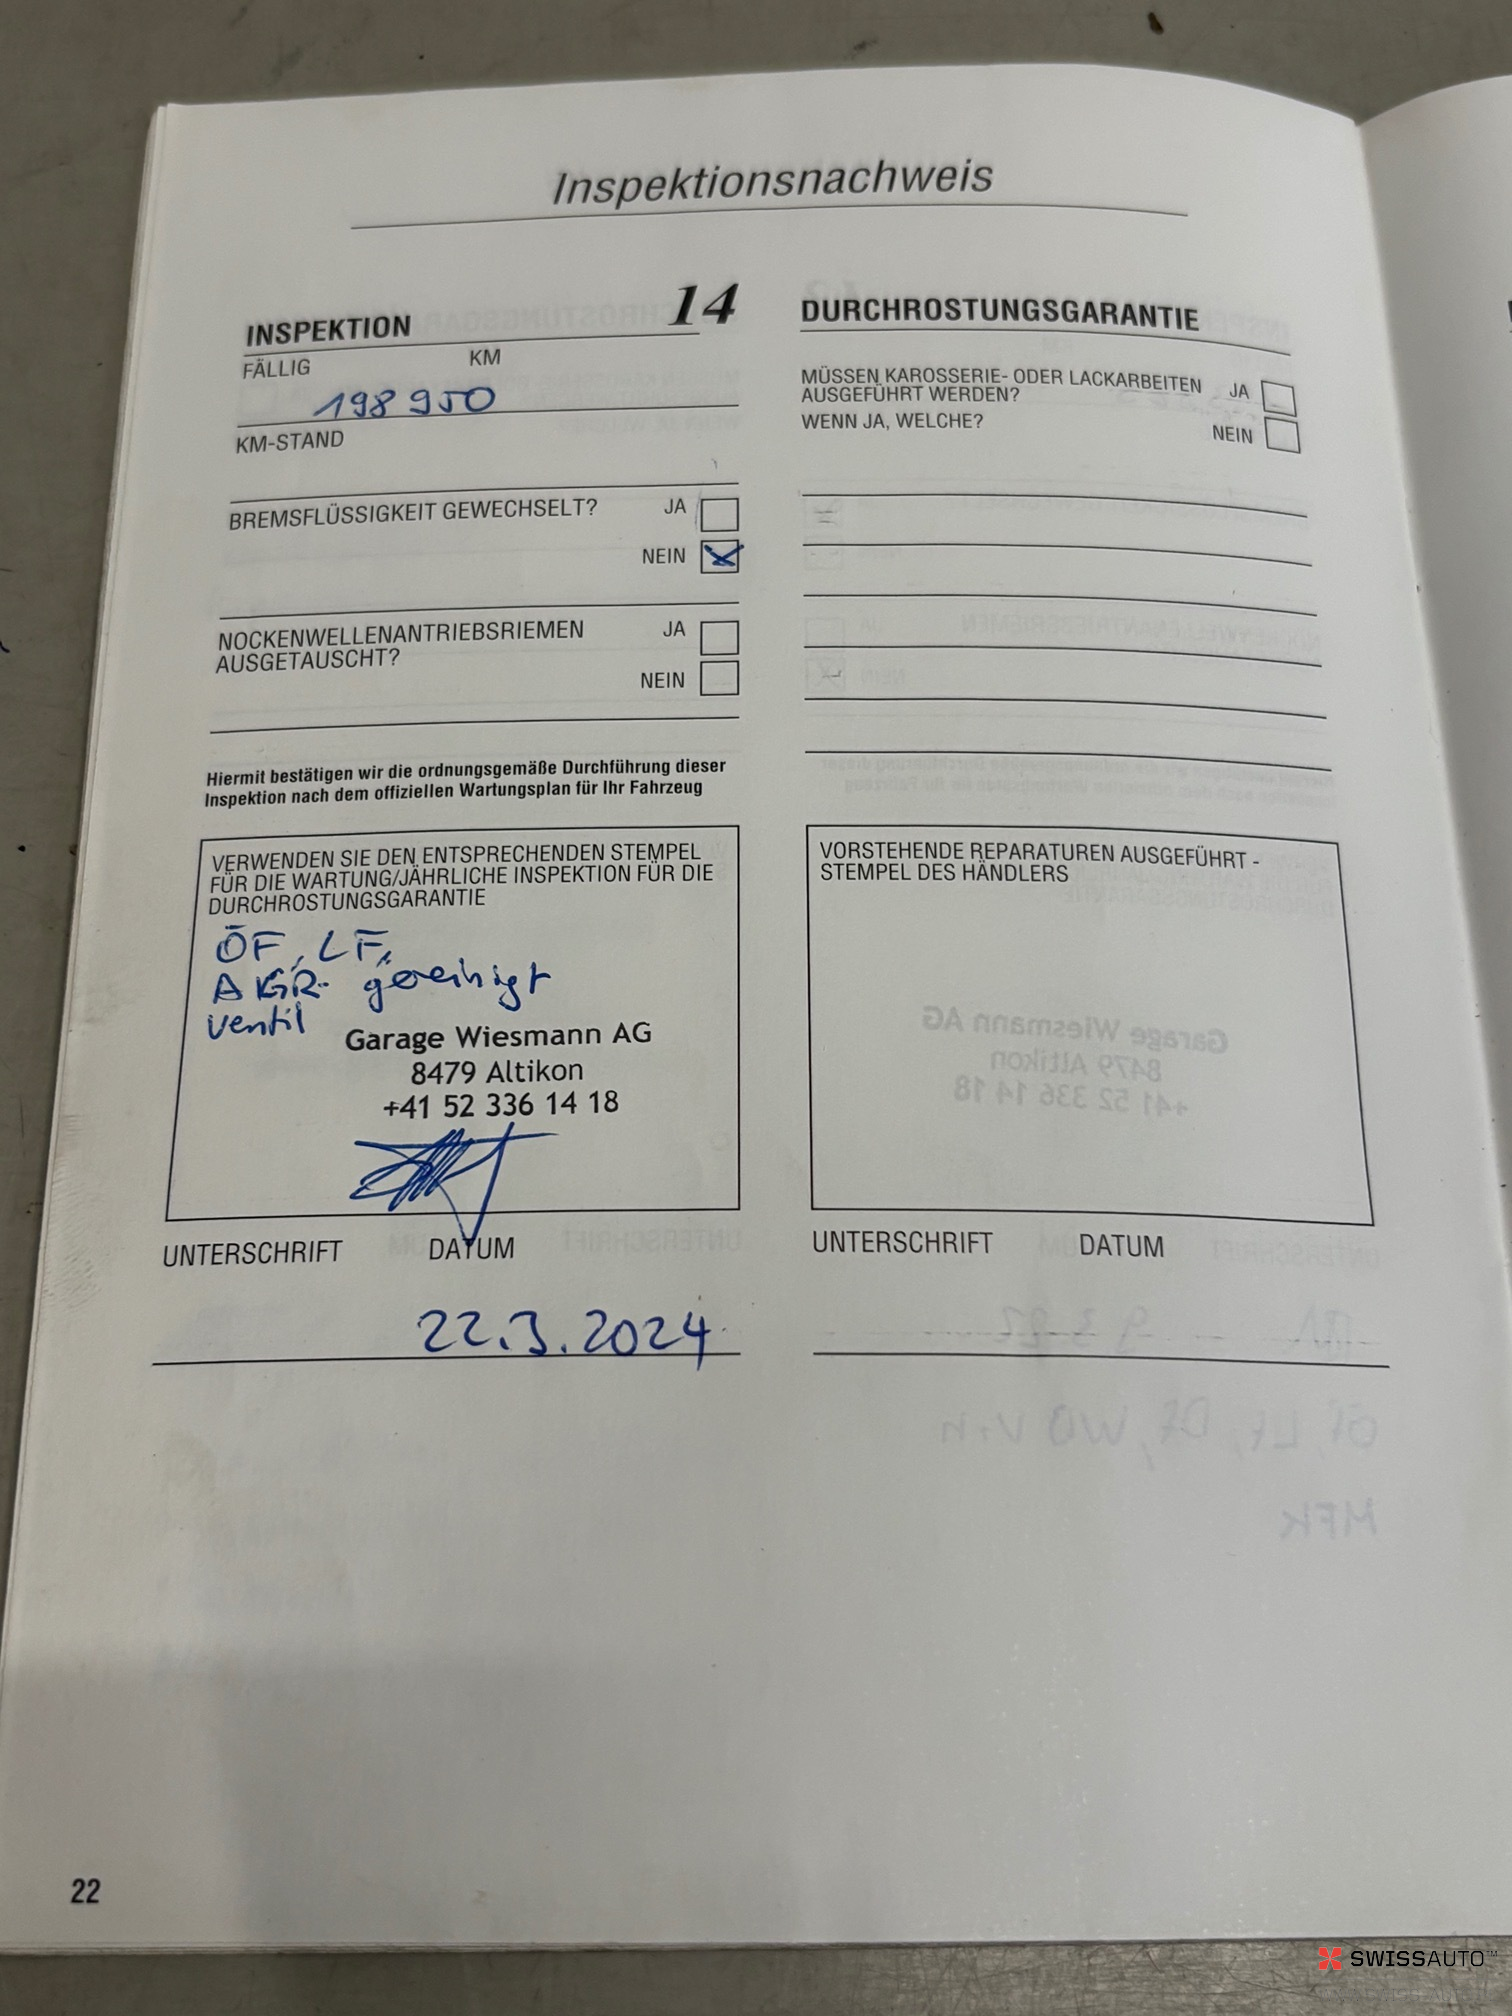 Inspektionsnachweis
INSPEKTION 14
FÄLLIG KM
198 950
KM-STAND
BREMSFLÜSSIGKEIT GEWECHSELT? JA
NEIN
NOCKENWELLENANTRIEBSRIEMEN JA
AUSGETAUSCHT?
NEIN
Hiermit bestätigen wir die ordnungsgemäße Durchführung dieser
Inspektion nach dem offiziellen Wartungsplan für Ihr Fahrzeug
VERWENDEN SIE DEN ENTSPRECHENDEN STEMPEL
FÜR DIE WARTUNG/JÄHRLICHE INSPEKTION FÜR DIE
DURCHROSTUNGSGARANTIE
ÖF, LF,
AGR- gereinigt
ventil
Garage Wiesmann AG
8479 Altikon
+41 52 336 14 18
UNTERSCHRIFT DATUM
22.3.2024
DURCHROSTUNGSGARANTIE
MÜSSEN KAROSSERIE- ODER LACKARBEITEN JA
AUSGEFÜHRT WERDEN?
WENN JA, WELCHE? NEIN
VORSTEHENDE REPARATUREN AUSGEFÜHRT -
STEMPEL DES HÄNDLERS
UNTERSCHRIFT DATUM
22
SWISSAUTO™